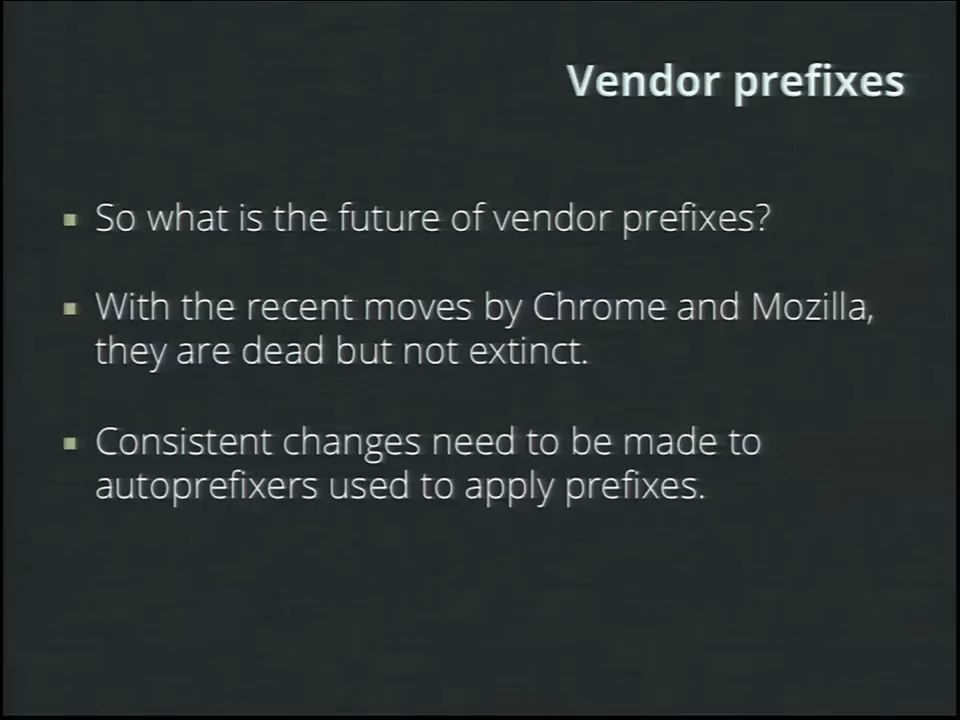 Vendor prefixes
So what is the future of vendor prefixes?
With the recent moves by Chrome and Mozilla,
they are dead but not extinct.
Consistent changes need to be made to
autoprefixers used to apply prefixes.